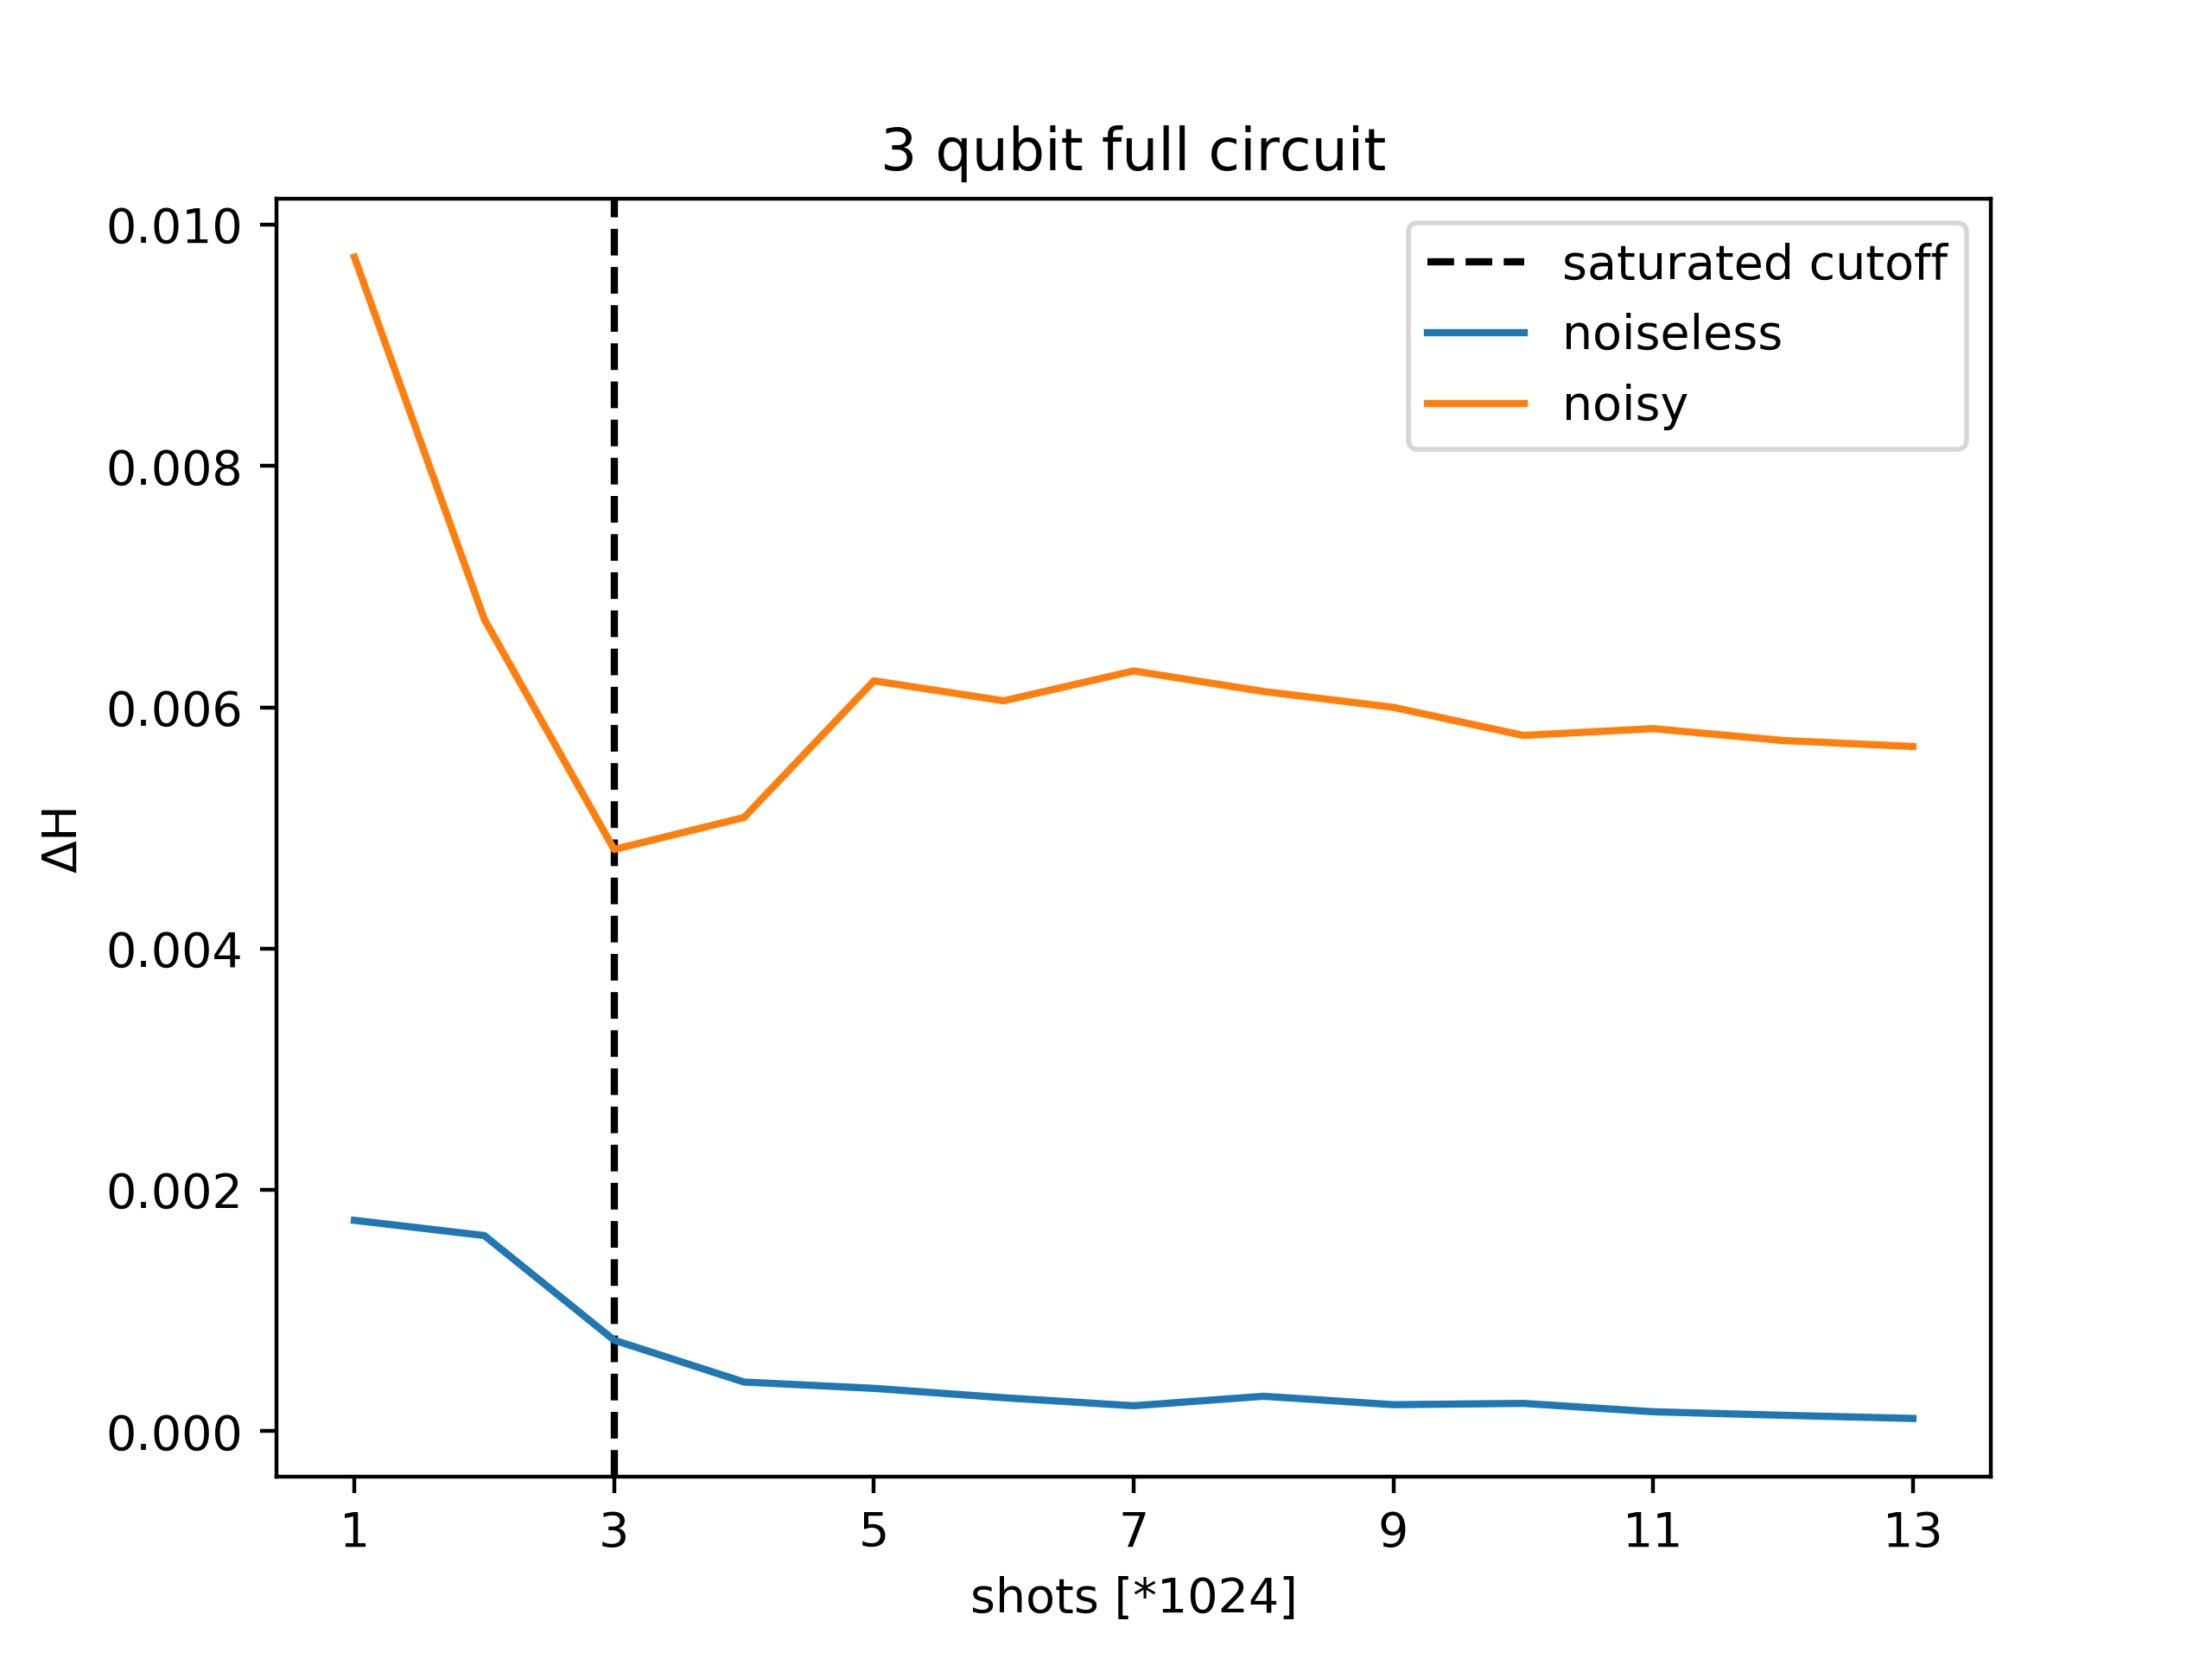 3 qubit full circuit
0.010
0.008
0.006
0.004
0.002
0.000
ΔH
saturated cutoff
noiseless
noisy
1 3 5 7 9 11 13
shots [*1024]